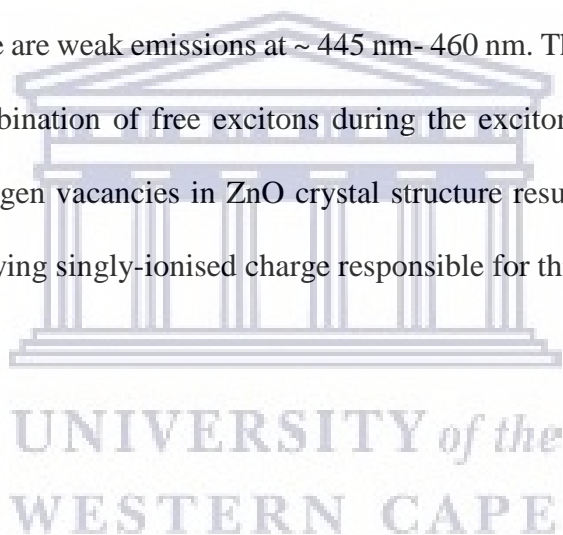 e are weak emissions at ~ 445 nm- 460 nm. Th
bination of free excitons during the exciton
gen vacancies in ZnO crystal structure resu
ying singly-ionised charge responsible for th
UNIVERSITY of the
WESTERN CAPE